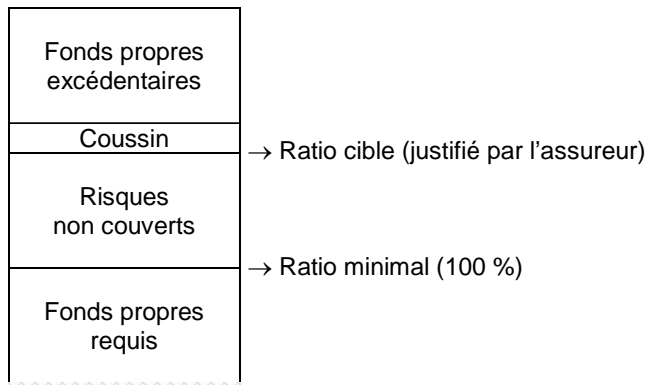 Fonds propres
excédentaires
Coussin
→ Ratio cible (justifié par l'assureur)
Risques
non couverts
→ Ratio minimal (100 %)
Fonds propres
requis